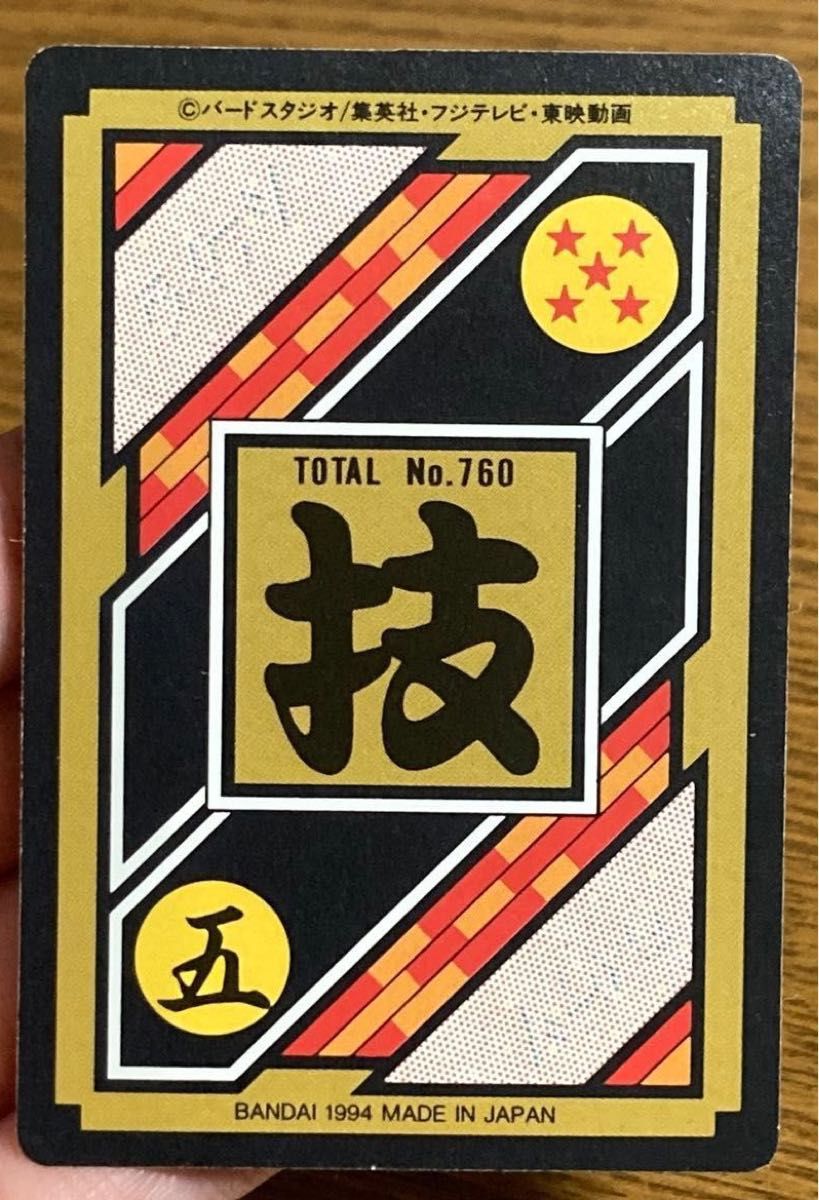 ©バードスタジオ/集英社・フジテレビ・東映動画
TOTAL No.760
技
五
BANDAI 1994 MADE IN JAPAN